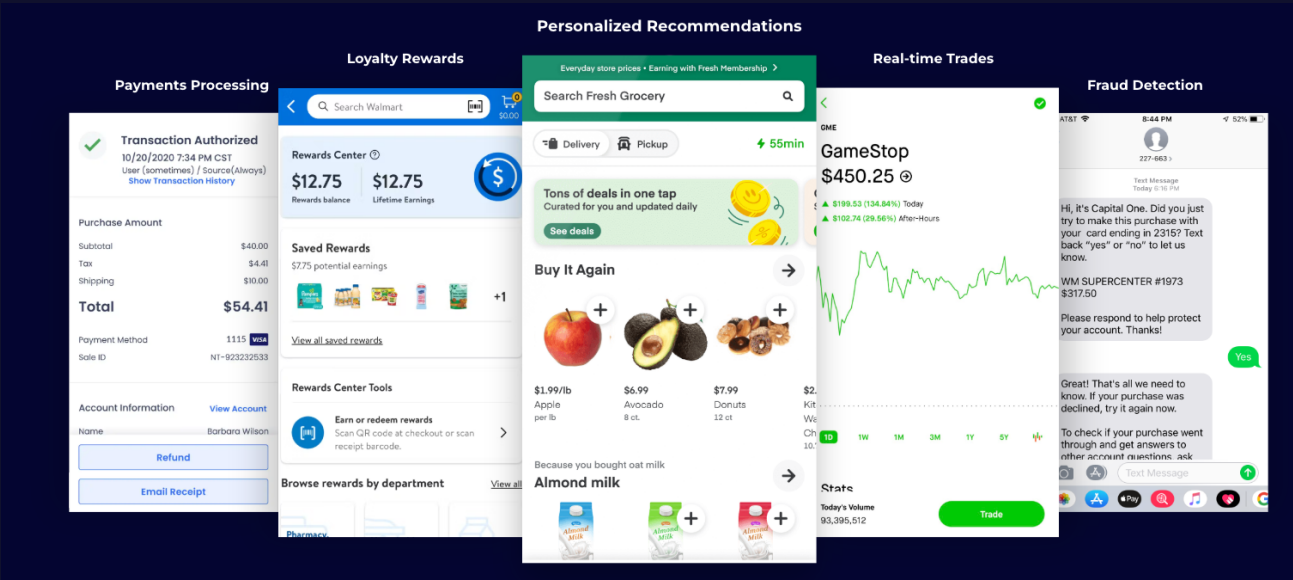 Personalized Recommendations
Loyalty Rewards
Real-time Trades
Payments Processing
Fraud Detection
Transaction Authorized
10/20/2020 7:34 PM CST
User (sometimes) / Source(Always)
Show Transaction History
Purchase Amount
Subtotal $40.00
Tax $4.41
Shipping $10.00
Total $54.41
Payment Method 1115 VISA
Sale ID NT-923232533
Account Information View Account
Name Barbara Wilson
Refund
Email Receipt
Search Walmart
0
$0.00
Rewards Center
$12.75 $12.75
Rewards balance Lifetime Earnings
Saved Rewards
$7.75 potential earnings
+1
View all saved rewards
Rewards Center Tools
Earn or redeem rewards
Scan QR code at checkout or scan
receipt barcode.
Browse rewards by department View all
Pharmacy,
Everyday store prices • Earning with Fresh Membership >
Search Fresh Grocery
Delivery Pickup 55min
Tons of deals in one tap
Curated for you and updated daily
See deals
Buy It Again
$1.99/lb $6.99 $7.99 $2.
Apple Avocado Donuts Kit
per lb 8 ct. 12 ct Wa
Ch
10.
Because you bought oat milk
Almond milk
Almond Milk Almond Milk Almond Milk
GME
GameStop
$450.25
$199.53 (134.84%) Today
$102.74 (29.56%) After-Hours
1D 1W 1M 3M 1Y 5Y
Stats
Today's Volume
93,395,512
Trade
AT&T 8:44 PM 52%
227-663 >
Text Message
Today 6:16 PM
Hi, it's Capital One. Did you just
try to make this purchase with
your card ending in 2315? Text
back "yes" or "no" to let us
know.
WM SUPERCENTER #1973
$317.50
Please respond to help protect
your account. Thanks!
Yes
Great! That's all we need to
know. If your purchase was
declined, try it again now.
To check if your purchase went
through and get answers to
other account questions, ask
Text Message
Pay